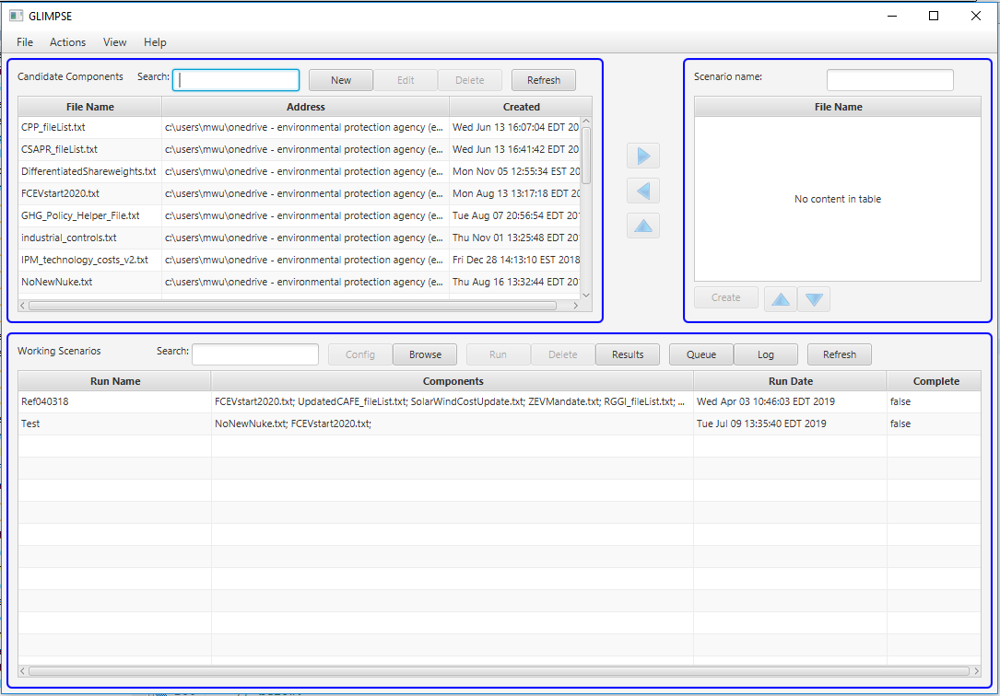 GLIMPSE
File Actions View Help
Candidate Components Search: New Edit Delete Refresh
File Name Address Created
CPP_fileList.txt c:\users\mwu\onedrive - environmental protection agency (e... Wed Jun 13 16:07:04 EDT 20
CSAPR_fileList.txt c:\users\mwu\onedrive - environmental protection agency (e... Wed Jun 13 16:41:42 EDT 20
DifferentiatedShareweights.txt c:\users\mwu\onedrive - environmental protection agency (e... Mon Nov 05 12:55:34 EST 20
FCEVstart2020.txt c:\users\mwu\onedrive - environmental protection agency (e... Mon Aug 13 13:17:18 EDT 20
GHG_Policy_Helper_File.txt c:\users\mwu\onedrive - environmental protection agency (e... Tue Aug 07 20:56:54 EDT 201
industrial_controls.txt c:\users\mwu\onedrive - environmental protection agency (e... Thu Nov 01 13:25:48 EDT 201
IPM_technology_costs_v2.txt c:\users\mwu\onedrive - environmental protection agency (e... Fri Dec 28 14:13:10 EST 2018
NoNewNuke.txt c:\users\mwu\onedrive - environmental protection agency (e... Thu Aug 16 13:32:44 EDT 201
Scenario name:
File Name
No content in table
Create
Working Scenarios Search: Config Browse Run Delete Results Queue Log Refresh
Run Name Components Run Date Complete
Ref040318 FCEVstart2020.txt; UpdatedCAFE_fileList.txt; SolarWindCostUpdate.txt; ZEVMandate.txt; RGGI_fileList.txt; ... Wed Apr 03 10:46:03 EDT 2019 false
Test NoNewNuke.txt; FCEVstart2020.txt; Tue Jul 09 13:35:40 EDT 2019 false